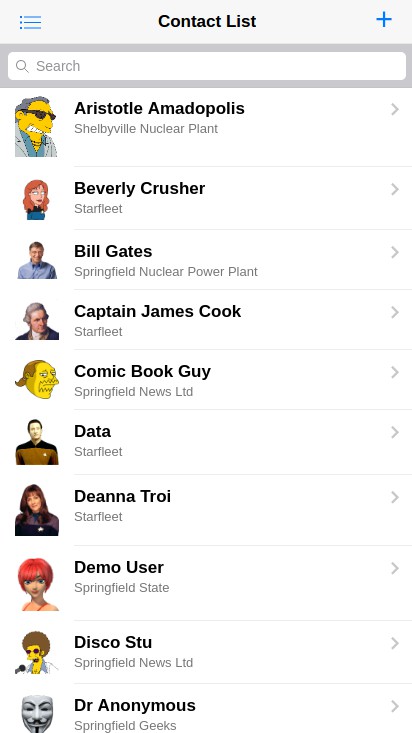 Contact List
Search
Aristotle Amadopolis
Shelbyville Nuclear Plant
Beverly Crusher
Starfleet
Bill Gates
Springfield Nuclear Power Plant
Captain James Cook
Starfleet
Comic Book Guy
Springfield News Ltd
Data
Starfleet
Deanna Troi
Starfleet
Demo User
Springfield State
Disco Stu
Springfield News Ltd
Dr Anonymous
Springfield Geeks